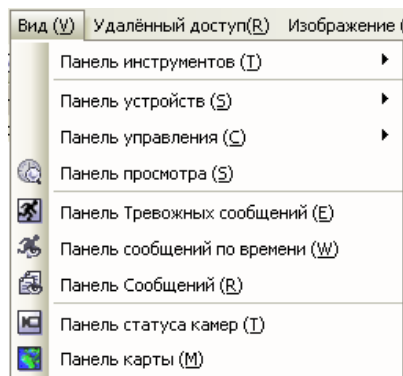 Вид (V) Удалённый доступ(R) Изображение (
Панель инструментов (T)
Панель устройств (S)
Панель управления (C)
Панель просмотра (S)
Панель Тревожных сообщений (E)
Панель сообщений по времени (W)
Панель Сообщений (R)
Панель статуса камер (T)
Панель карты (M)